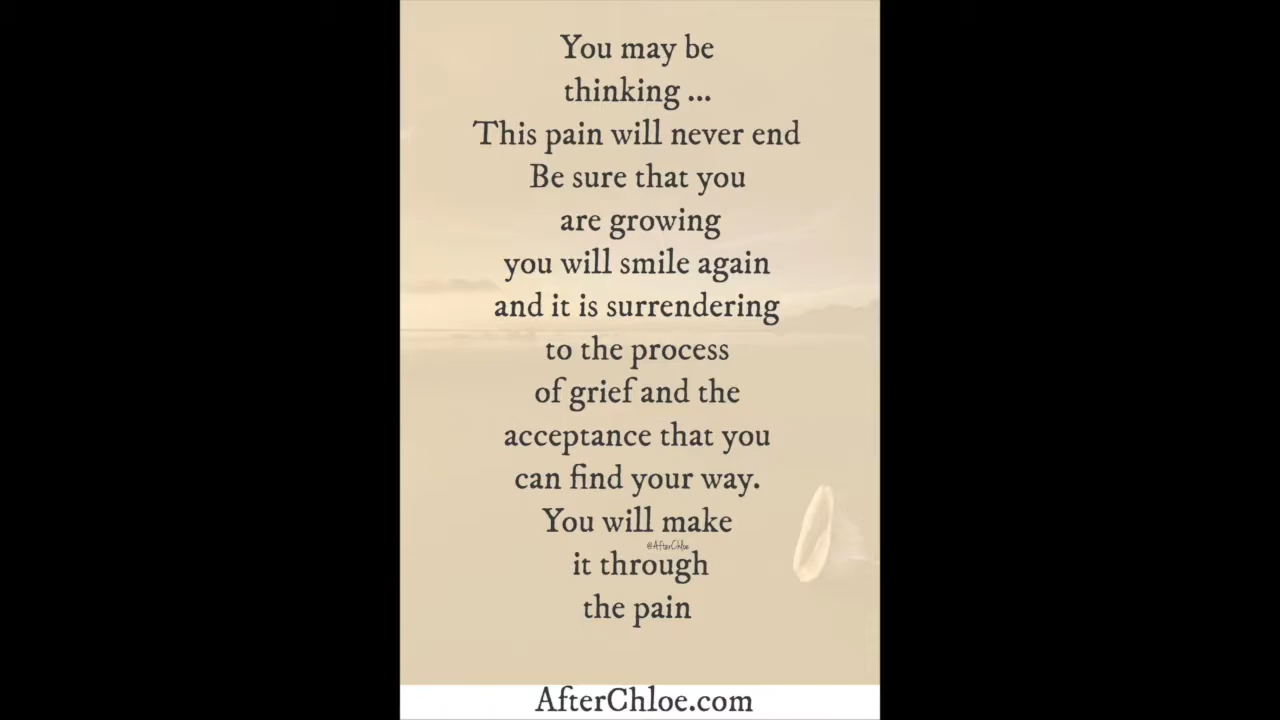 You may be
thinking ...
This pain will never end
Be sure that you
are growing
you will smile again
and it is surrendering
to the process
of grief and the
acceptance that you
can find your way.
You will make
@AfterChloe
it through
the pain
AfterChloe.com